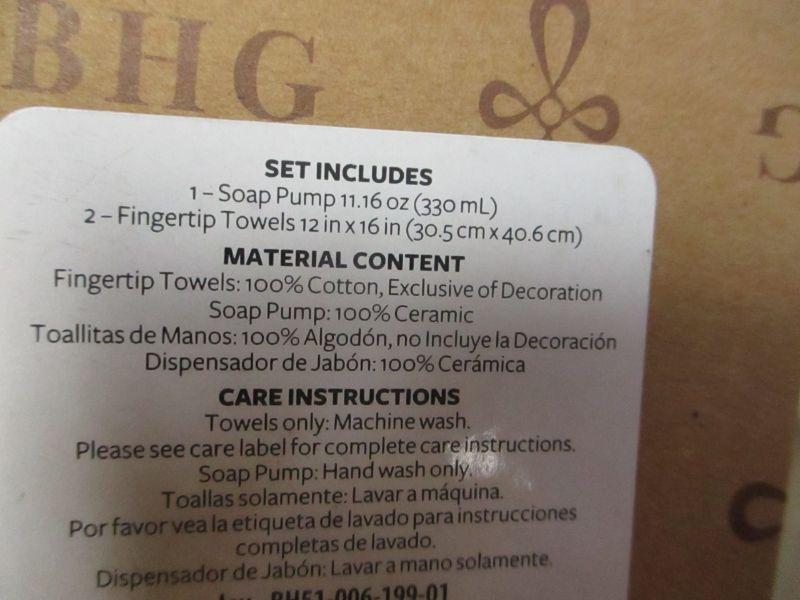 BHG
SET INCLUDES
1 – Soap Pump 11.16 oz (330 mL)
2 – Fingertip Towels 12 in x 16 in (30.5 cm x 40.6 cm)
MATERIAL CONTENT
Fingertip Towels: 100% Cotton, Exclusive of Decoration
Soap Pump: 100% Ceramic
Toallitas de Manos: 100% Algodón, no Incluye la Decoración
Dispensador de Jabón: 100% Cerámica
CARE INSTRUCTIONS
Towels only: Machine wash.
Please see care label for complete care instructions.
Soap Pump: Hand wash only.
Toallas solamente: Lavar a máquina.
Por favor vea la etiqueta de lavado para instrucciones
completas de lavado.
Dispensador de Jabón: Lavar a mano solamente.
BH51-006-199-01